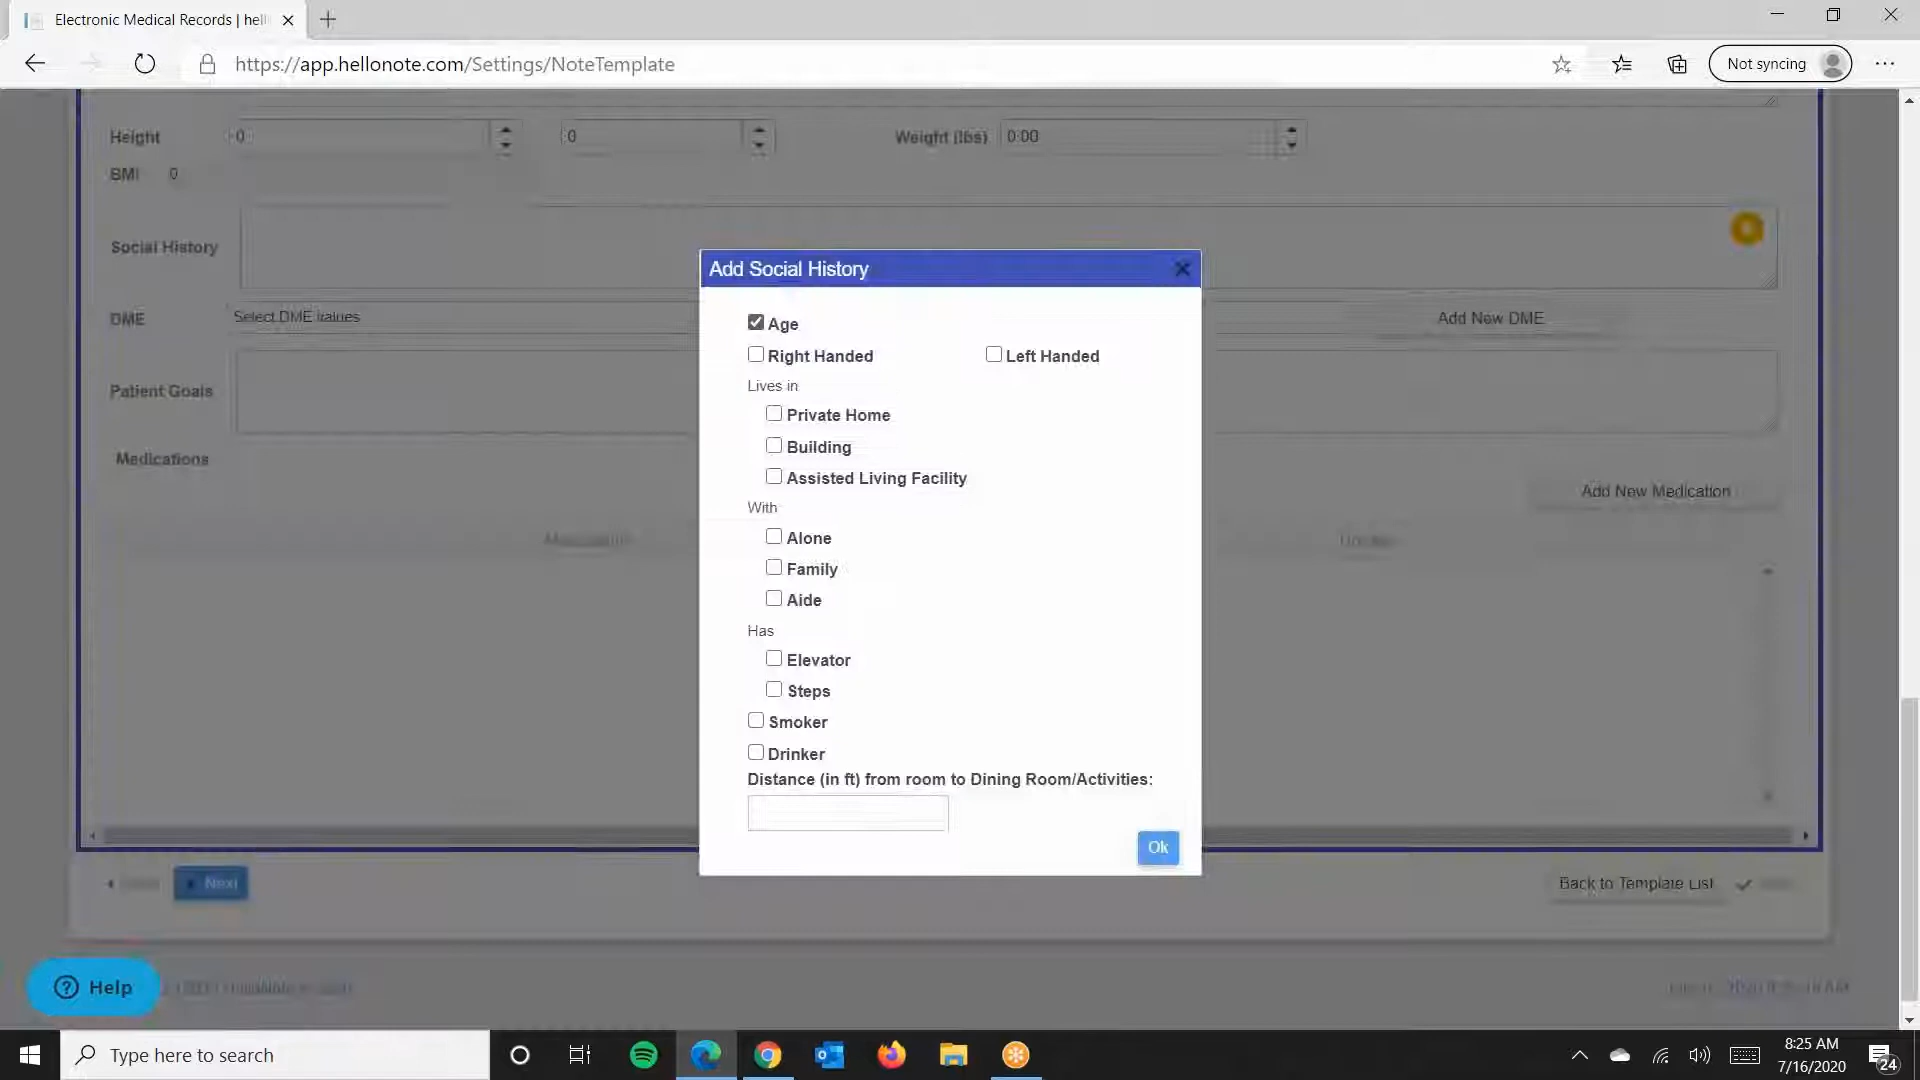 Electronic Medical Records | hell
https://app.hellonote.com/Settings/NoteTemplate
Not syncing
Height 0 0 Weight (lbs) 0.00
BMI 0
Social History
DME Select DME Values Add New DME
Patient Goals
Medications
Add New Medication
Add Social History
Age
Right Handed Left Handed
Lives in
Private Home
Building
Assisted Living Facility
With
Alone
Family
Aide
Has
Elevator
Steps
Smoker
Drinker
Distance (in ft) from room to Dining Room/Activities:
Ok
Next
Back to Template List
Help
Type here to search
8:25 AM
7/16/2020
24